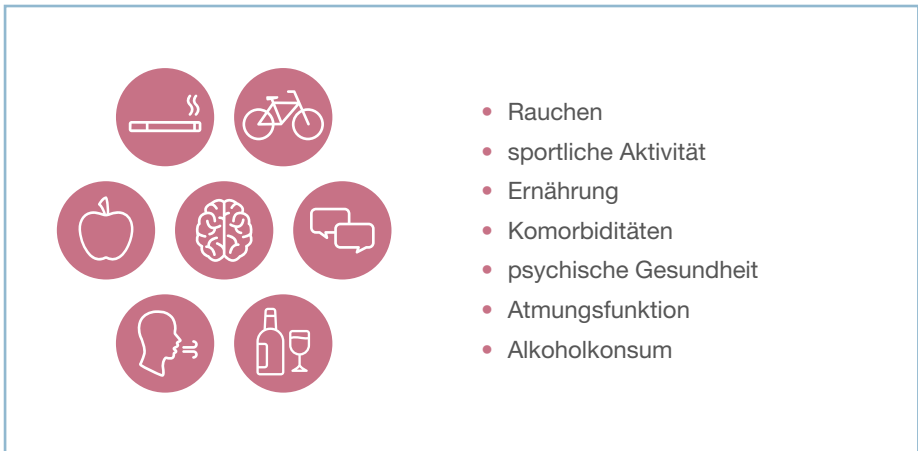 Rauchen
sportliche Aktivität
Ernährung
Komorbiditäten
psychische Gesundheit
Atmungsfunktion
Alkoholkonsum